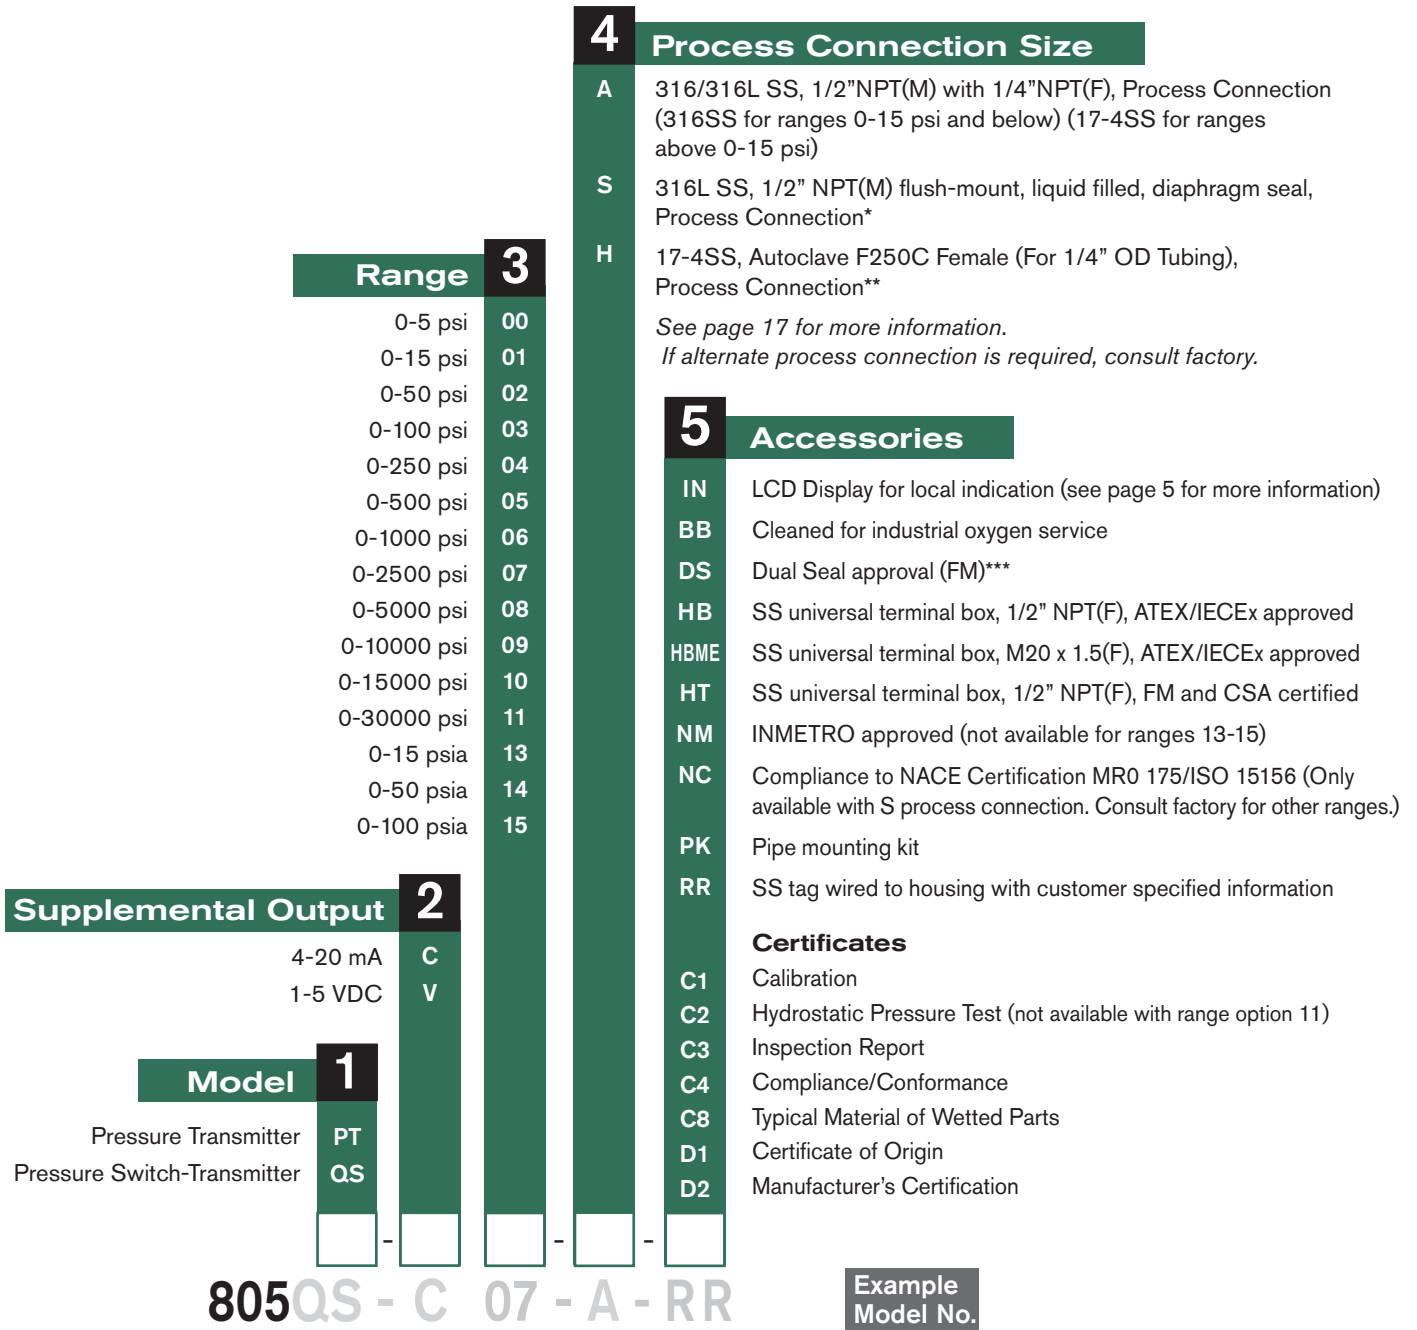 4 Process Connection Size
A 316/316L SS, 1/2”NPT(M) with 1/4”NPT(F), Process Connection
(316SS for ranges 0-15 psi and below) (17-4SS for ranges
above 0-15 psi)
S 316L SS, 1/2” NPT(M) flush-mount, liquid filled, diaphragm seal,
Process Connection*
H 17-4SS, Autoclave F250C Female (For 1/4” OD Tubing),
Process Connection**
See page 17 for more information.
If alternate process connection is required, consult factory.
Range 3
0-5 psi 00
0-15 psi 01
0-50 psi 02
0-100 psi 03
0-250 psi 04
0-500 psi 05
0-1000 psi 06
0-2500 psi 07
0-5000 psi 08
0-10000 psi 09
0-15000 psi 10
0-30000 psi 11
0-15 psia 13
0-50 psia 14
0-100 psia 15
5 Accessories
IN LCD Display for local indication (see page 5 for more information)
BB Cleaned for industrial oxygen service
DS Dual Seal approval (FM)***
HB SS universal terminal box, 1/2” NPT(F), ATEX/IECEx approved
HBME SS universal terminal box, M20 x 1.5(F), ATEX/IECEx approved
HT SS universal terminal box, 1/2” NPT(F), FM and CSA certified
NM INMETRO approved (not available for ranges 13-15)
NC Compliance to NACE Certification MR0 175/ISO 15156 (Only
available with S process connection. Consult factory for other ranges.)
PK Pipe mounting kit
RR SS tag wired to housing with customer specified information
Certificates
C1 Calibration
C2 Hydrostatic Pressure Test (not available with range option 11)
C3 Inspection Report
C4 Compliance/Conformance
C8 Typical Material of Wetted Parts
D1 Certificate of Origin
D2 Manufacturer’s Certification
Supplemental Output 2
4-20 mA C
1-5 VDC V
Model 1
Pressure Transmitter PT
Pressure Switch-Transmitter QS
- - -
805QS - C 07 - A - RR
Example
Model No.